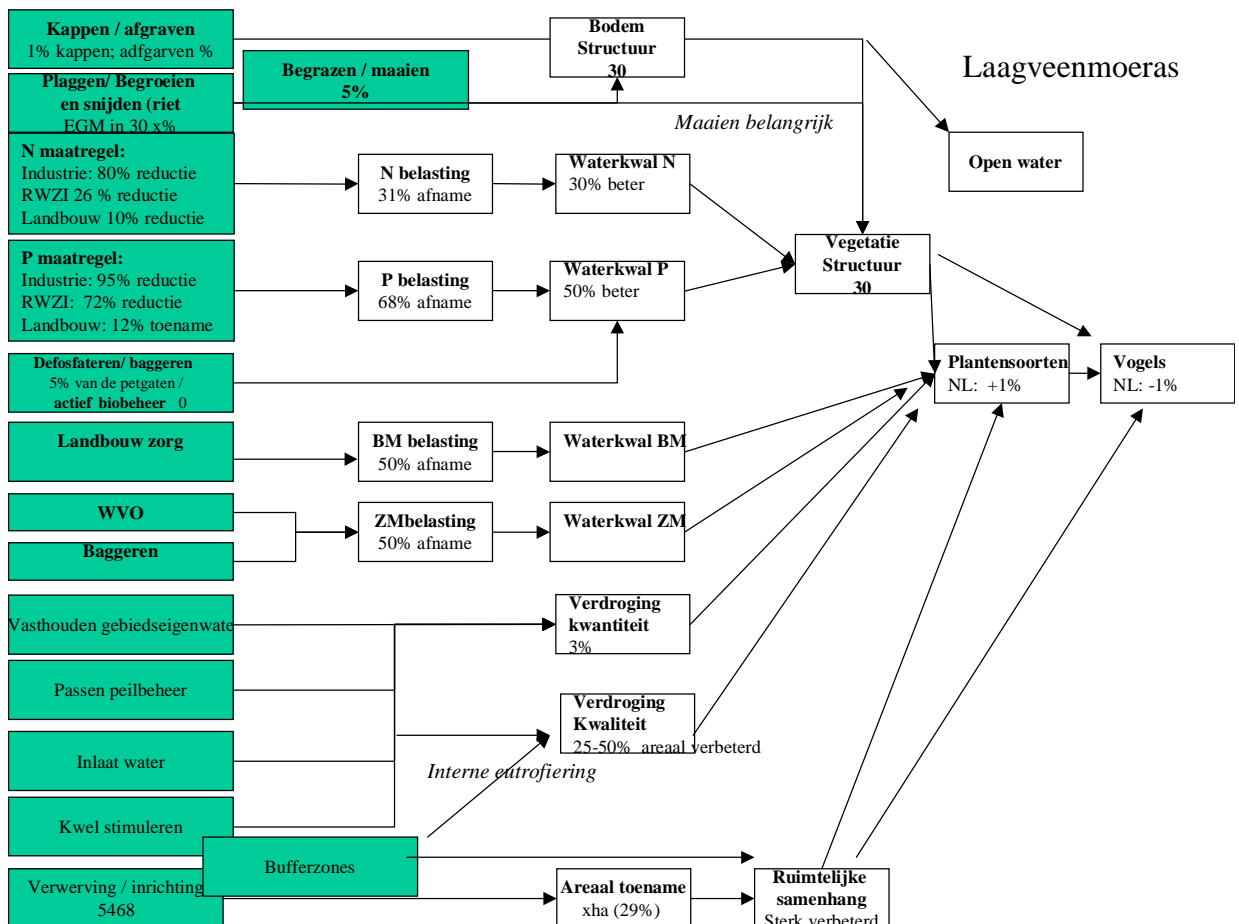 Kappen / afgraven
1% kappen; adfgarven %
Bodem
Structuur
30
Laagveenmoeras
Plaggen/ Begroeien
en snijden (riet
EGM in 30 x%
Begrazen / maaien
5%
Maaien belangrijk
Open water
N maatregel:
Industrie: 80% reductie
RWZI 26 % reductie
Landbouw 10% reductie
N belasting
31% afname
Waterkwal N
30% beter
Vegetatie
Structuur
30
P maatregel:
Industrie: 95% reductie
RWZI:  72% reductie
Landbouw: 12% toename
P belasting
68% afname
Waterkwal P
50% beter
Defosfateren/ baggeren
5% van de petgaten /
actief biobeheer  0
Plantensoorten
NL:  +1%
Vogels
NL: -1%
Landbouw zorg
BM belasting
50% afname
Waterkwal BM
WVO
Baggeren
ZMbelasting
50% afname
Waterkwal ZM
Vasthouden gebiedseigenwate
Verdroging
kwantiteit
3%
Passen peilbeheer
Verdroging
Kwaliteit
25-50%  areaal verbeterd
Inlaat water
Interne eutrofiering
Kwel stimuleren
Bufferzones
Verwerving / inrichting
5468
Areaal toename
xha (29%)
Ruimtelijke
samenhang
Sterk verbeterd